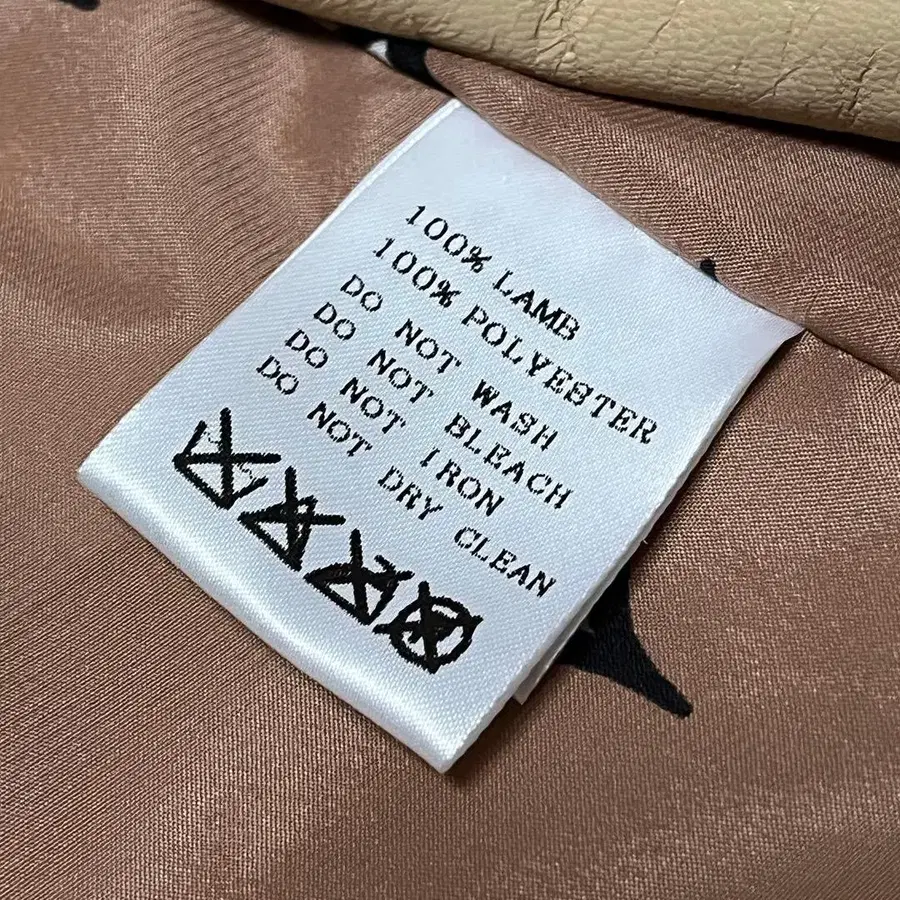 100% LAMB
100% POLYESTER
DO NOT WASH
DO NOT BLEACH
DO NOT IRON
DO NOT DRY CLEAN